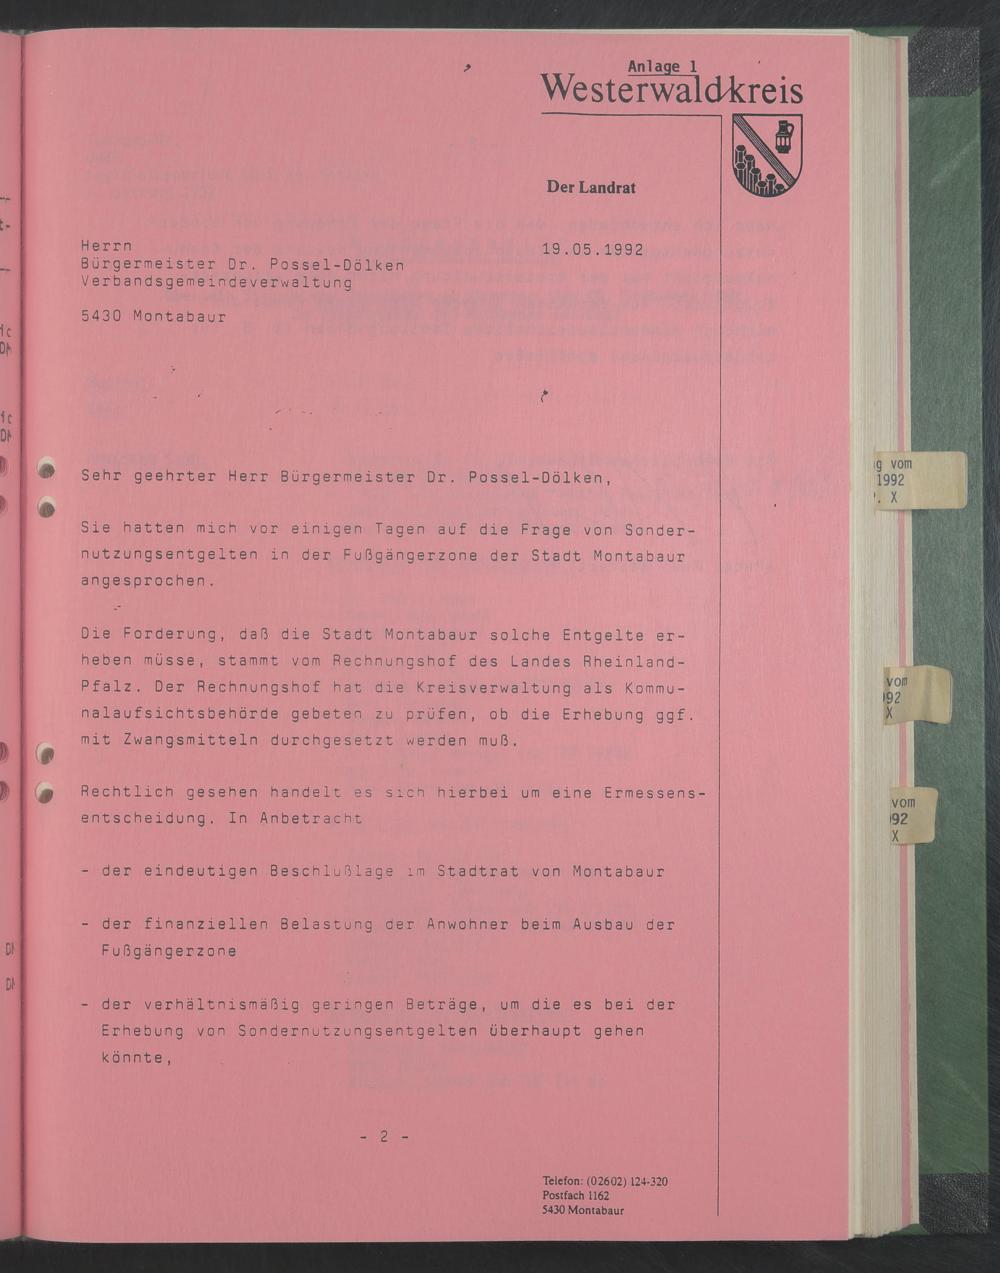 Anlage 1
Westerwaldkreis
Der Landrat
Herrn
Bürgermeister Dr. Possel-Dölken
Verbandsgemeindeverwaltung
5430 Montabaur
19.05.1992
Sehr geehrter Herr Bürgermeister Dr. Possel-Dölken,
Sie hatten mich vor einigen Tagen auf die Frage von Sonder-
nutzungsentgelten in der Fußgängerzone der Stadt Montabaur
angesprochen.
Die Forderung, daß die Stadt Montabaur solche Entgelte er-
heben müsse, stammt vom Rechnungshof des Landes Rheinland-
Pfalz. Der Rechnungshof hat die Kreisverwaltung als Kommu-
nalaufsichtsbehörde gebeten zu prüfen, ob die Erhebung ggf.
mit Zwangsmitteln durchgesetzt werden muß.
Rechtlich gesehen handelt es sich hierbei um eine Ermessens-
entscheidung. In Anbetracht
- der eindeutigen Beschlußlage im Stadtrat von Montabaur
- der finanziellen Belastung der Anwohner beim Ausbau der
Fußgängerzone
- der verhältnismäßig geringen Beträge, um die es bei der
Erhebung von Sondernutzungsentgelten überhaupt gehen
könnte,
- 2 -
Telefon: (02602) 124-320
Postfach 1162
5430 Montabaur
g vom
1992
. X
vom
992
X
vom
992
X